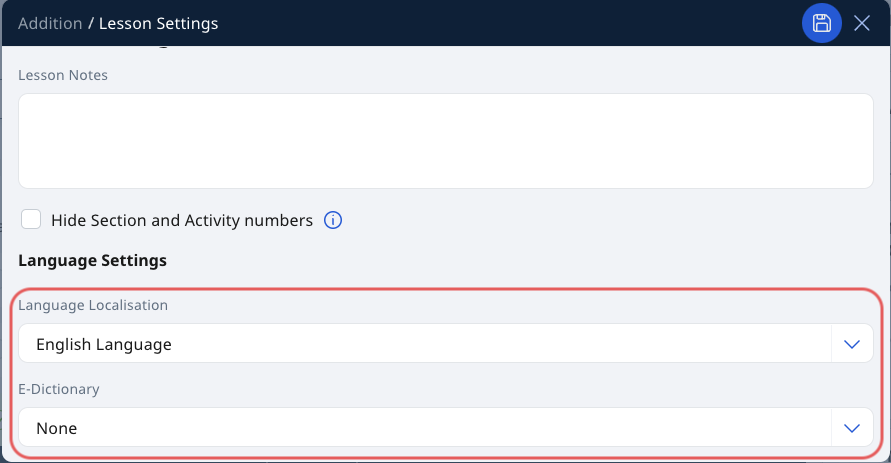 Addition / Lesson Settings
Lesson Notes
Hide Section and Activity numbers
Language Settings
Language Localisation
English Language
E-Dictionary
None